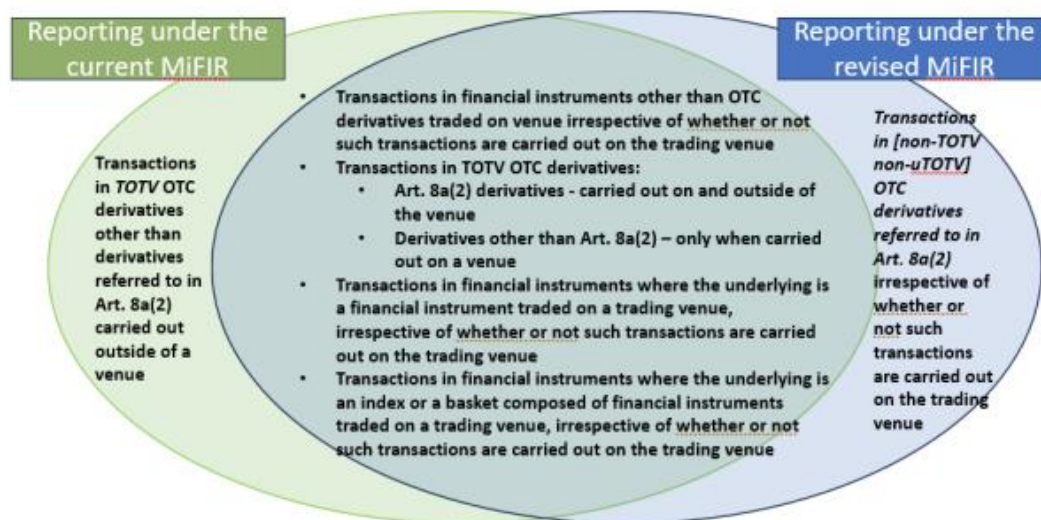 Reporting under the
current MiFIR
Reporting under the
revised MiFIR
Transactions
in TOTV OTC
derivatives
other than
derivatives
referred to in
Art. 8a(2)
carried out
outside of a
venue
• Transactions in financial instruments other than OTC
derivatives traded on venue irrespective of whether or not
such transactions are carried out on the trading venue
• Transactions in TOTV OTC derivatives:
• Art. 8a(2) derivatives - carried out on and outside of
the venue
• Derivatives other than Art. 8a(2) – only when carried
out on a venue
• Transactions in financial instruments where the underlying is
a financial instrument traded on a trading venue,
irrespective of whether or not such transactions are carried
out on the trading venue
• Transactions in financial instruments where the underlying is
an index or a basket composed of financial instruments
traded on a trading venue, irrespective of whether or not
such transactions are carried out on the trading venue
Transactions
in [non-TOTV
non-uTOTV]
OTC
derivatives
referred to in
Art. 8a(2)
irrespective of
whether or
not such
transactions
are carried out
on the trading
venue